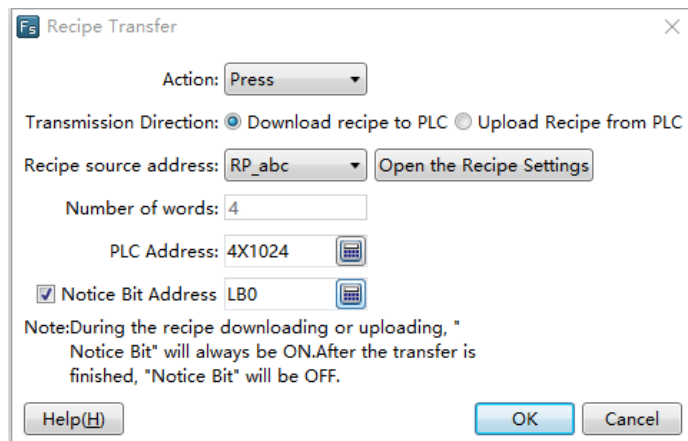 Fs Recipe Transfer
Action: Press
Transmission Direction: Download recipe to PLC Upload Recipe from PLC
Recipe source address: RP_abc Open the Recipe Settings
Number of words: 4
PLC Address: 4X1024
Notice Bit Address LB0
Note:During the recipe downloading or uploading, "
Notice Bit" will always be ON.After the transfer is
finished, "Notice Bit" will be OFF.
Help(H) OK Cancel